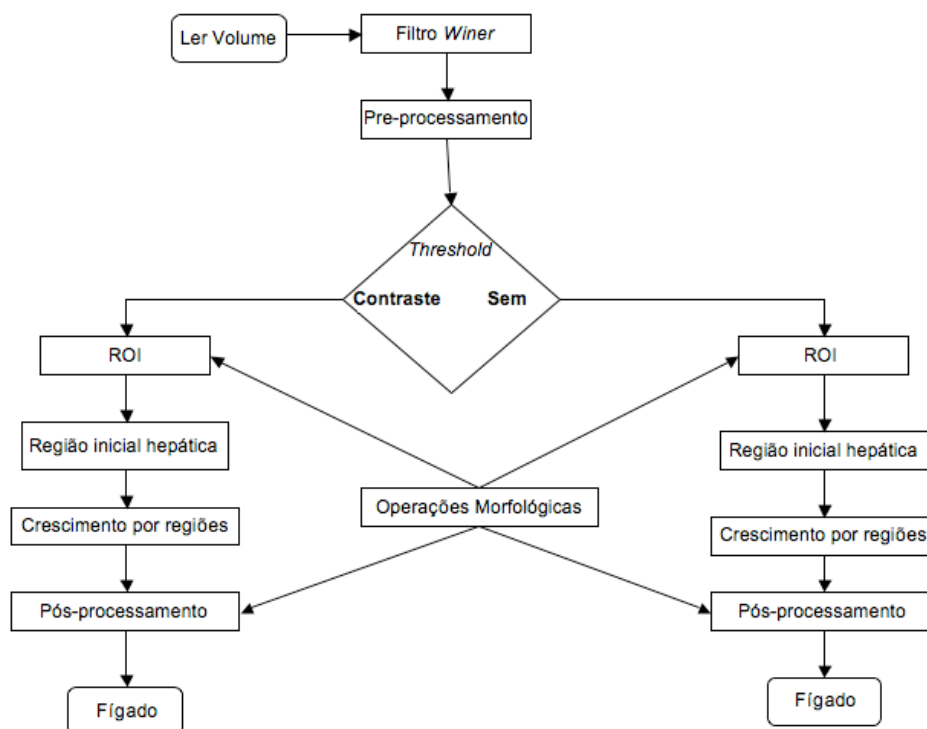 Ler Volume
Filtro Winer
Pre-processamento
Threshold
Contraste Sem
ROI
ROI
Região inicial hepática
Região inicial hepática
Operações Morfológicas
Crescimento por regiões
Crescimento por regiões
Pós-processamento
Pós-processamento
Fígado
Fígado